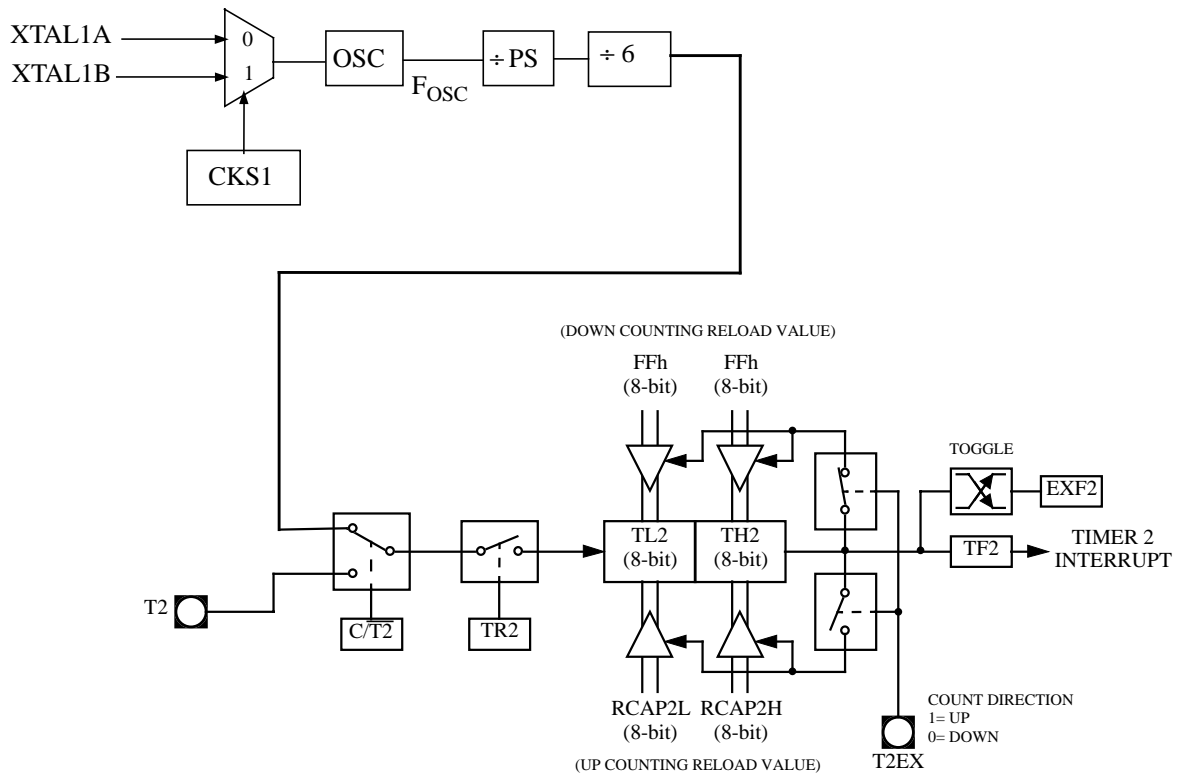 XTAL1A
XTAL1B
0
1
OSC
F_OSC
÷ PS
÷ 6
CKS1
(DOWN COUNTING RELOAD VALUE)
FFh
(8-bit)
FFh
(8-bit)
TOGGLE
EXF2
TL2
(8-bit)
TH2
(8-bit)
TF2
TIMER 2
INTERRUPT
T2
C/T2̅
TR2
RCAP2L
(8-bit)
RCAP2H
(8-bit)
(UP COUNTING RELOAD VALUE)
COUNT DIRECTION
1= UP
0= DOWN
T2EX